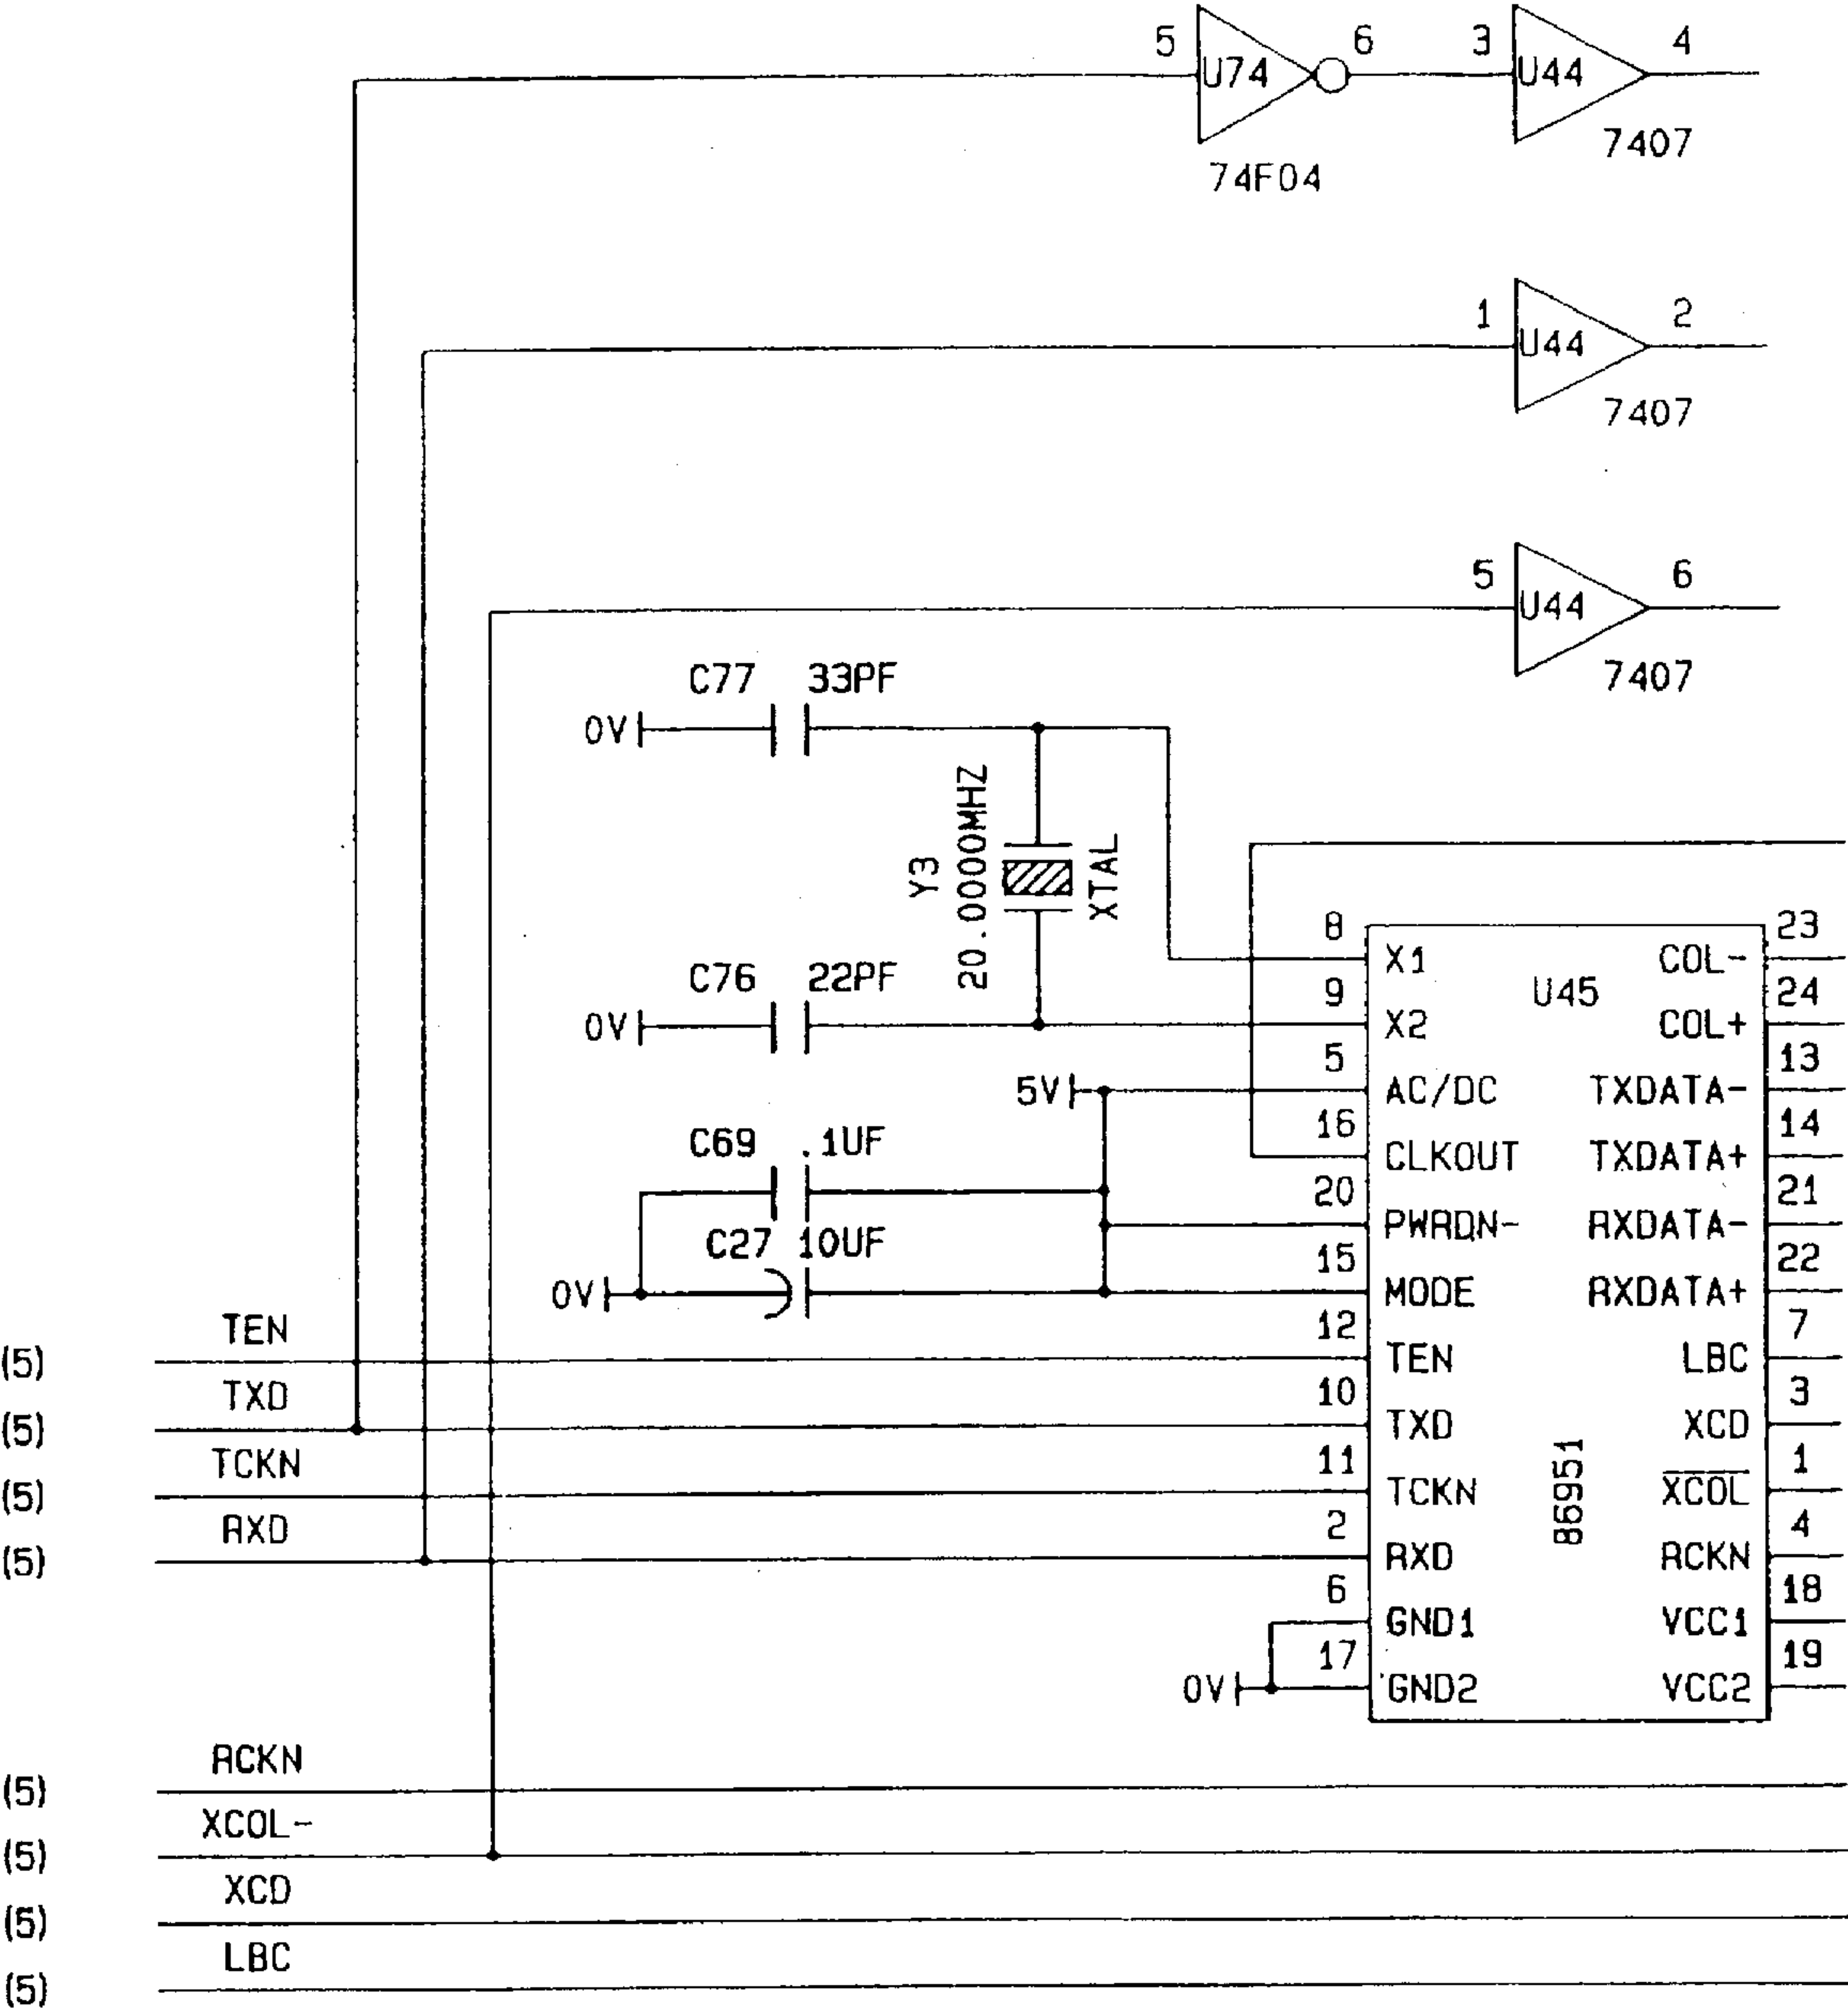 5 U74 6 3 U44 4
74F04 7407
1 U44 2
7407
5 U44 6
7407
C77 33PF
0V
Y3
20.0000MHZ
XTAL
C76 22PF
0V
5V
C69 .1UF
C27 10UF
0V
U45
86951
8 X1 COL- 23
9 X2 COL+ 24
5 AC/DC TXDATA- 13
16 CLKOUT TXDATA+ 14
20 PWRDN- RXDATA- 21
15 MODE RXDATA+ 22
12 TEN LBC 7
10 TXD XCD 3
11 TCKN XCOL 1
2 RXD RCKN 4
6 GND1 VCC1 18
17 GND2 VCC2 19
0V
(5) TEN
(5) TXD
(5) TCKN
(5) RXD
(5) RCKN
(5) XCOL-
(5) XCD
(5) LBC